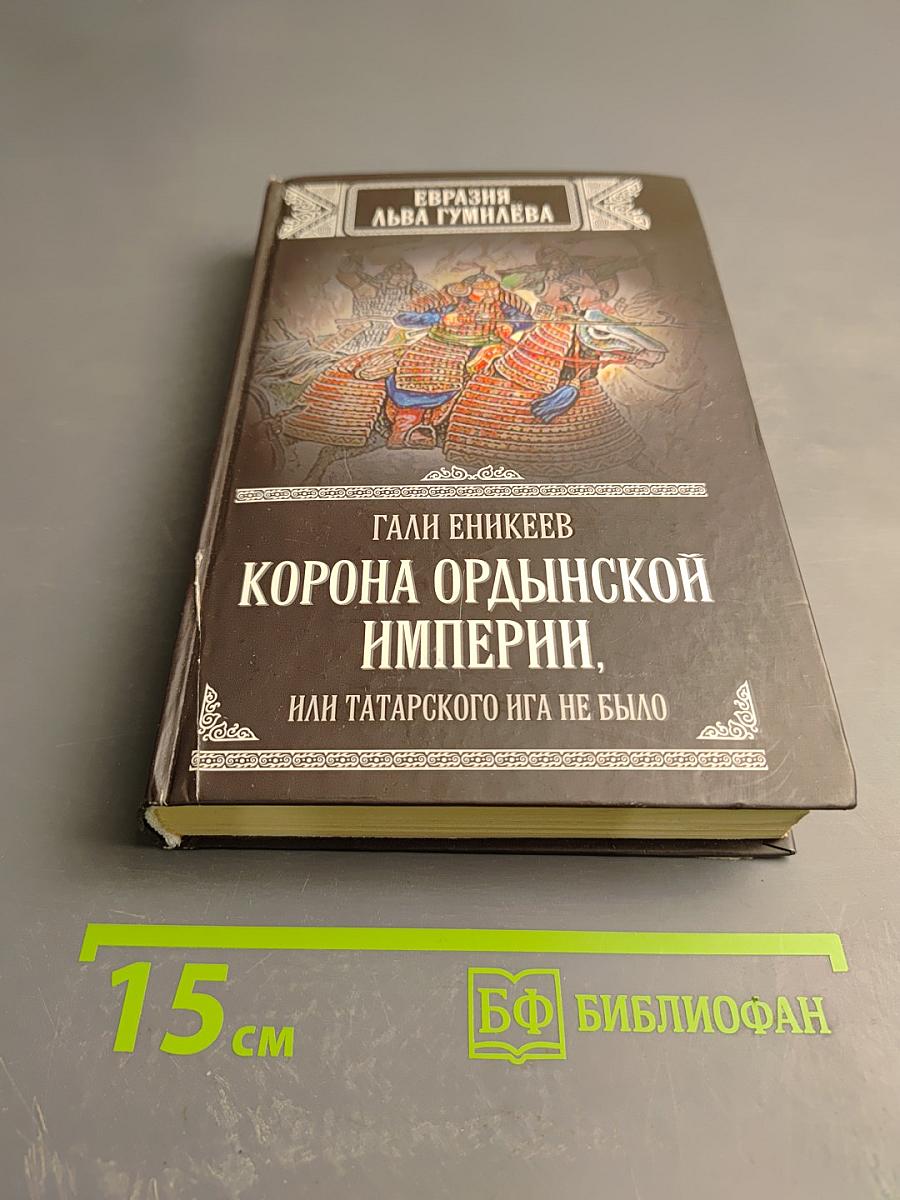 ЕВРАЗИЯ
ЛЬВА ГУМИЛЁВА
ГАЛИ ЕНИКЕЕВ
КОРОНА ОРДЫНСКОЙ
ИМПЕРИИ,
ИЛИ ТАТАРСКОГО ИГА НЕ БЫЛО
15 см
БФ БИБЛИОФАН